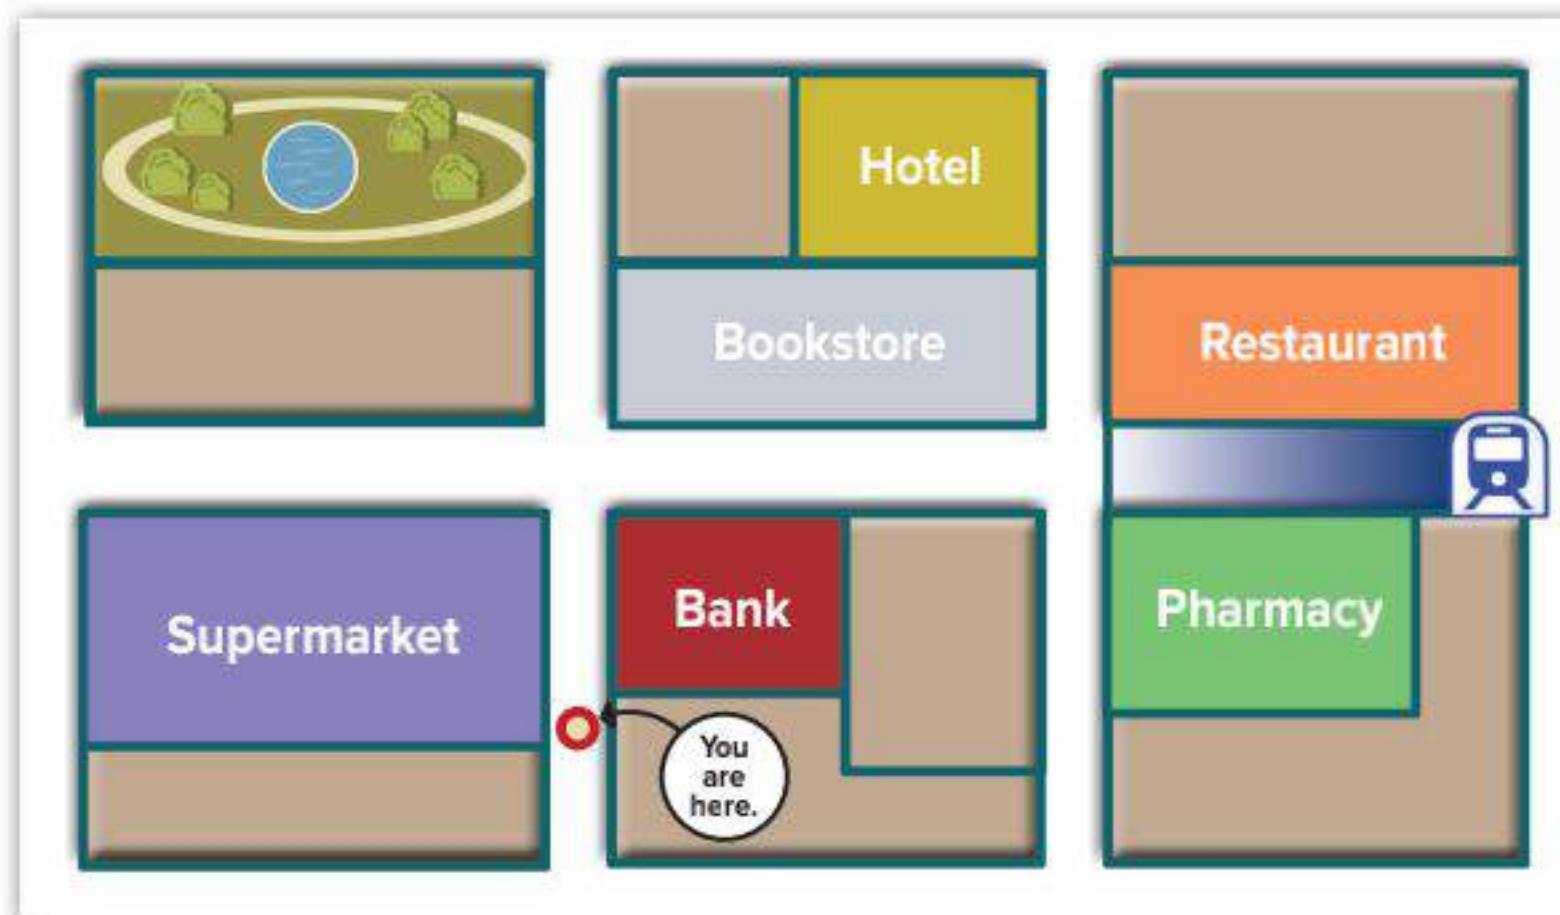 Hotel
Bookstore
Restaurant
Supermarket
Bank
Pharmacy
You
are
here.